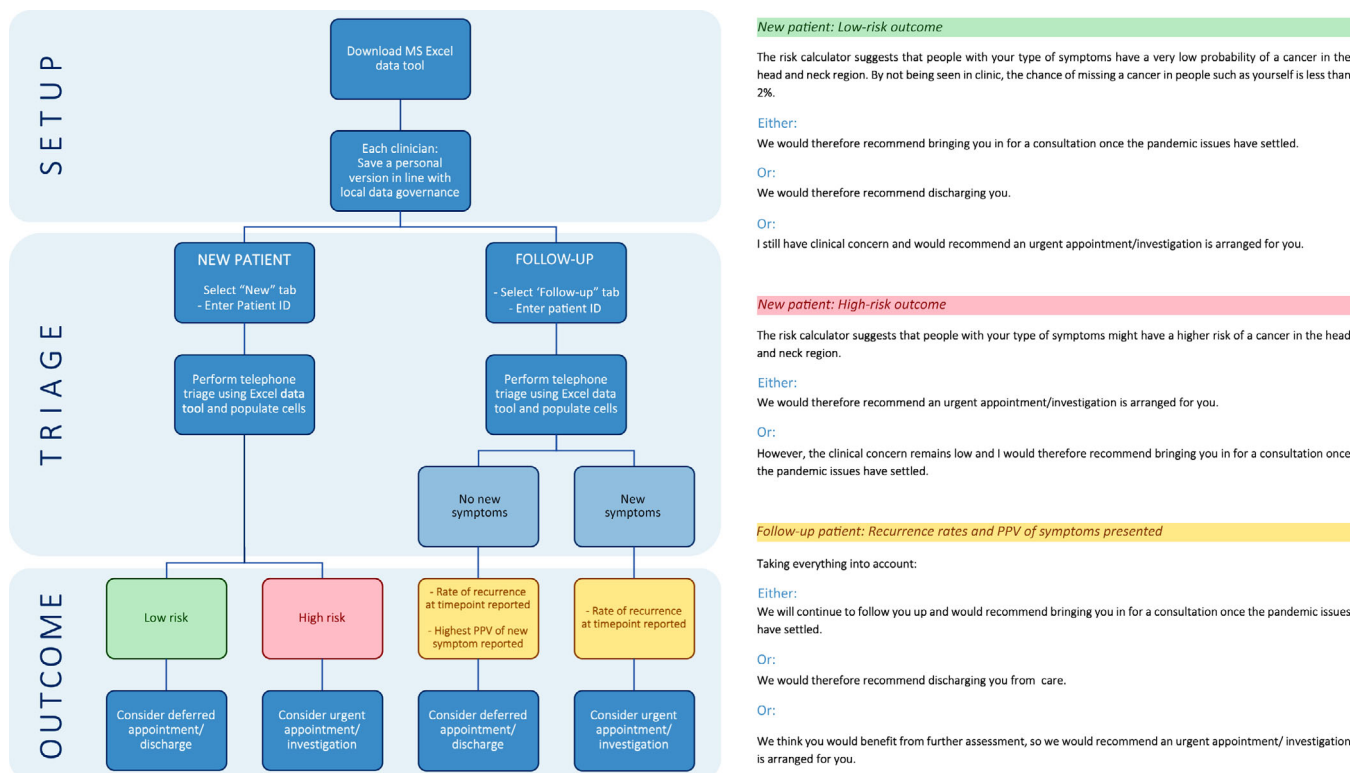 SETUP
Download MS Excel
data tool
Each clinician:
Save a personal
version in line with
local data governance
TRIAGE
NEW PATIENT
Select “New” tab
- Enter Patient ID
FOLLOW-UP
- Select ‘Follow-up” tab
- Enter patient ID
Perform telephone
triage using Excel data
tool and populate cells
Perform telephone
triage using Excel data
tool and populate cells
No new
symptoms
New
symptoms
OUTCOME
Low risk
High risk
- Rate of recurrence
at timepoint reported
- Highest PPV of new
symptom reported
- Rate of recurrence
at timepoint reported
Consider deferred
appointment/
discharge
Consider urgent
appointment/
investigation
Consider deferred
appointment/
discharge
Consider urgent
appointment/
investigation
New patient: Low-risk outcome
The risk calculator suggests that people with your type of symptoms have a very low probability of a cancer in the
head and neck region. By not being seen in clinic, the chance of missing a cancer in people such as yourself is less than
2%.
Either:
We would therefore recommend bringing you in for a consultation once the pandemic issues have settled.
Or:
We would therefore recommend discharging you.
Or:
I still have clinical concern and would recommend an urgent appointment/investigation is arranged for you.
New patient: High-risk outcome
The risk calculator suggests that people with your type of symptoms might have a higher risk of a cancer in the head
and neck region.
Either:
We would therefore recommend an urgent appointment/investigation is arranged for you.
Or:
However, the clinical concern remains low and I would therefore recommend bringing you in for a consultation once
the pandemic issues have settled.
Follow-up patient: Recurrence rates and PPV of symptoms presented
Taking everything into account:
Either:
We will continue to follow you up and would recommend bringing you in for a consultation once the pandemic issues
have settled.
Or:
We would therefore recommend discharging you from care.
Or:
We think you would benefit from further assessment, so we would recommend an urgent appointment/ investigation
is arranged for you.